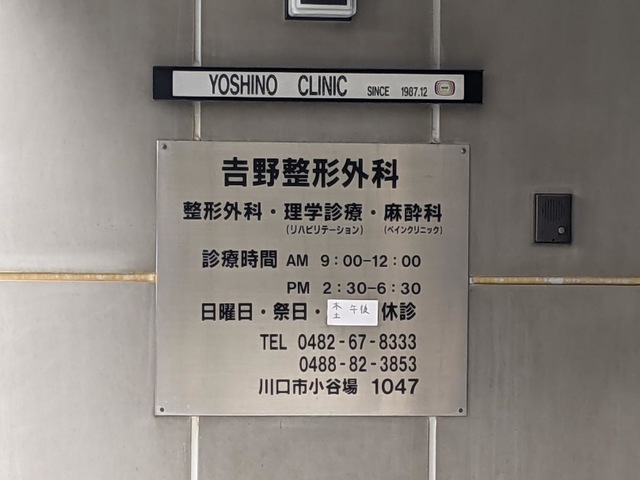 YOSHINO CLINIC SINCE 1987.12
𠮷野整形外科
整形外科・理学診療・麻酔科
(リハビリテーション) (ペインクリニック)
診療時間 AM 9:00-12:00
PM 2:30-6:30
日曜日・祭日・木土午後休診
TEL 0482-67-8333
0488-82-3853
川口市小谷場 1047